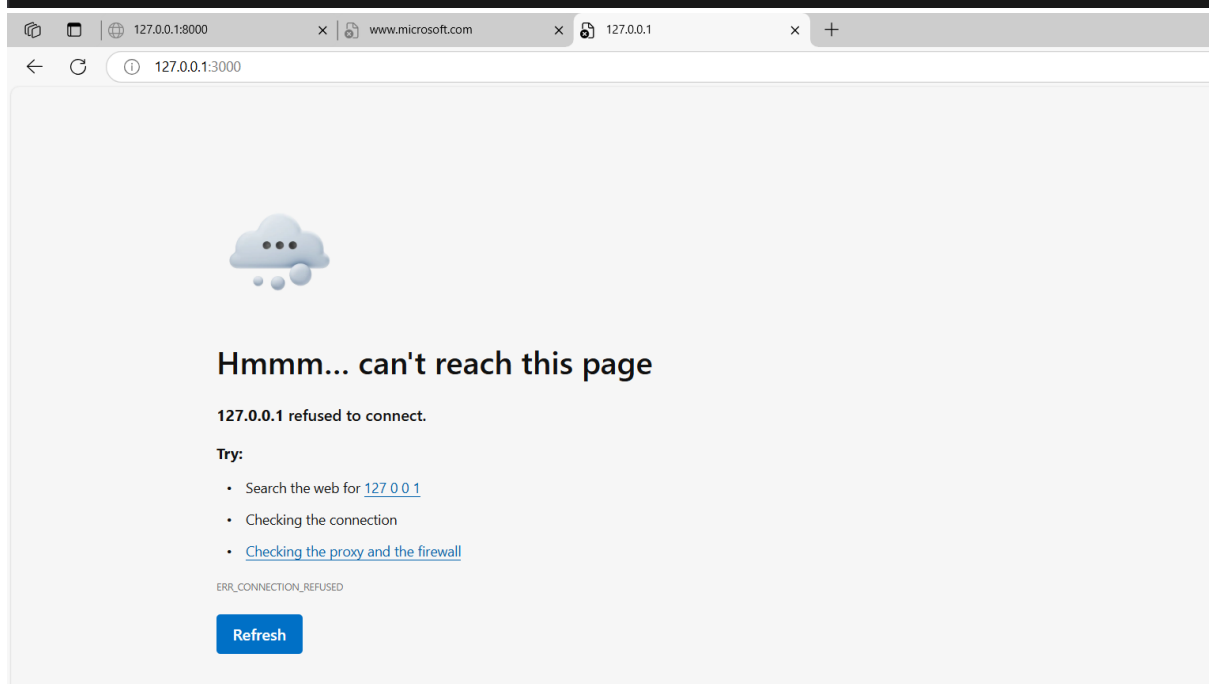 127.0.0.1:8000
www.microsoft.com
127.0.0.1
127.0.0.1:3000
Hmmm... can't reach this page
127.0.0.1 refused to connect.
Try:
• Search the web for 127 0 0 1
• Checking the connection
• Checking the proxy and the firewall
ERR_CONNECTION_REFUSED
Refresh